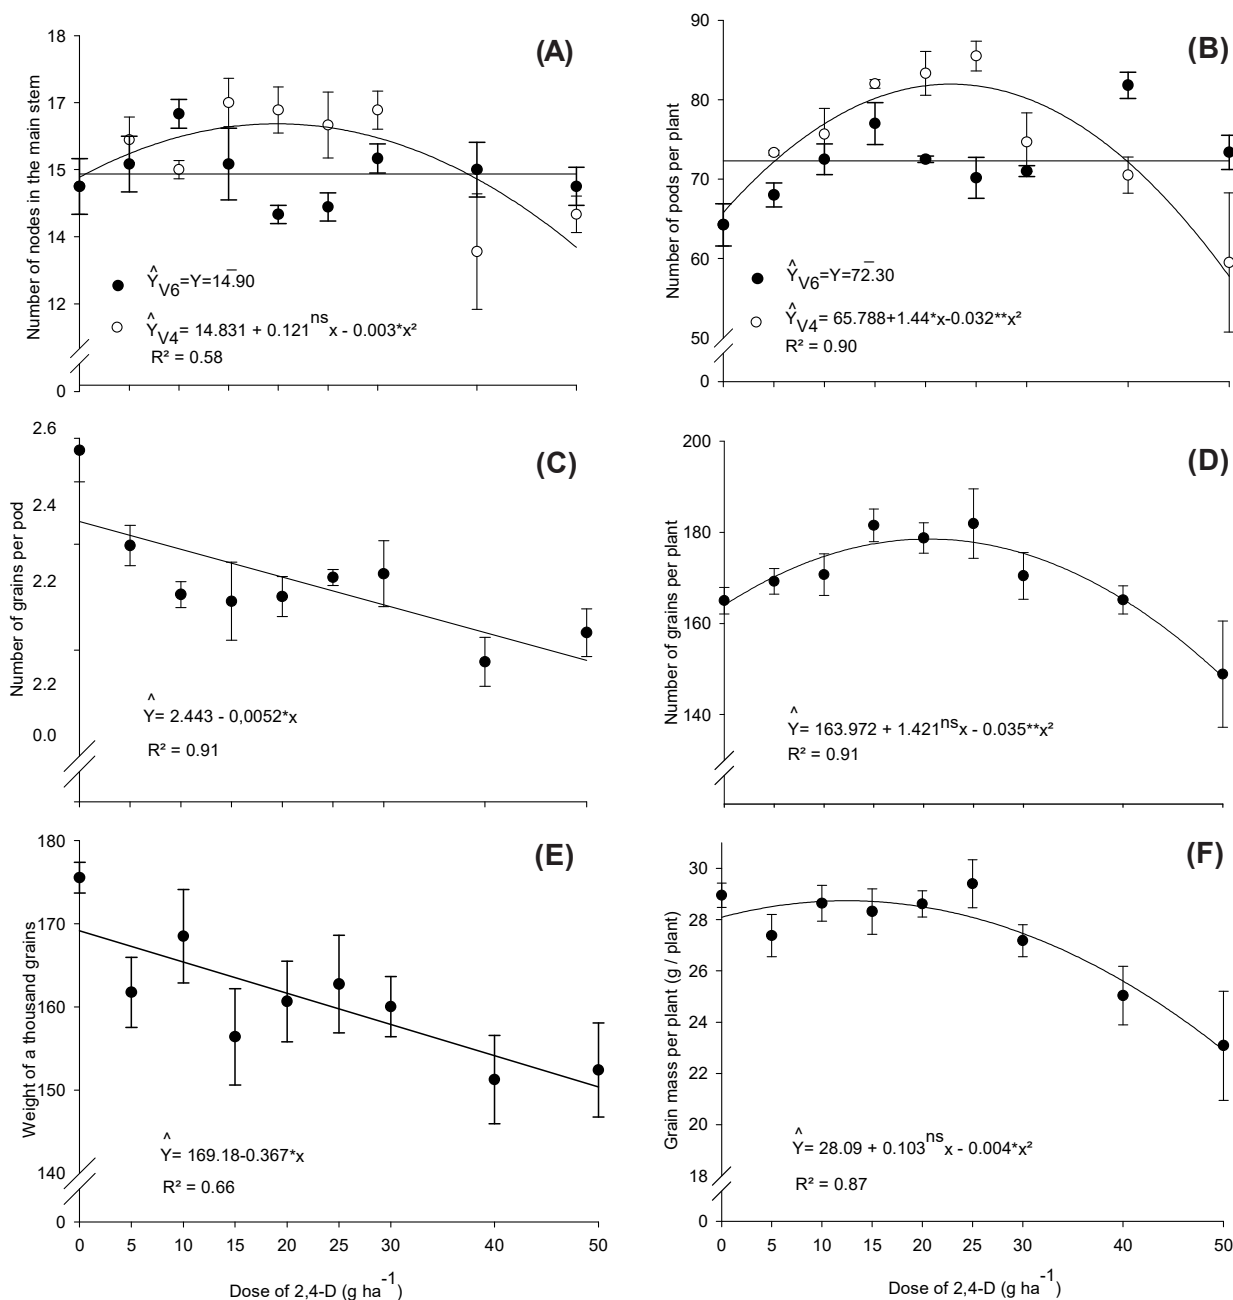 (A)
Number of nodes in the main stem
18
17
15
14
12
0
Ŷ V6=Y̅=14.90
Ŷ V4= 14.831 + 0.121 ns x - 0.003*x²
R² = 0.58
(B)
Number of pods per plant
90
80
70
60
50
0
Ŷ V6=Y̅=72.30
Ŷ V4= 65.788+1.44*x-0.032**x²
R² = 0.90
(C)
Number of grains per pod
2.6
2.4
2.2
2.2
0.0
Ŷ= 2.443 - 0,0052*x
R² = 0.91
(D)
Number of grains per plant
200
180
160
140
Ŷ= 163.972 + 1.421 ns x - 0.035**x²
R² = 0.91
(E)
Weight of a thousand grains
180
170
160
150
140
0
Ŷ= 169.18-0.367*x
R² = 0.66
0 5 10 15 20 25 30 40 50
Dose of 2,4-D (g ha-1)
(F)
Grain mass per plant (g / plant)
30
28
26
24
22
20
18
0
Ŷ= 28.09 + 0.103 ns x - 0.004*x²
R² = 0.87
0 5 10 15 20 25 30 40 50
Dose of 2,4-D (g ha-1)